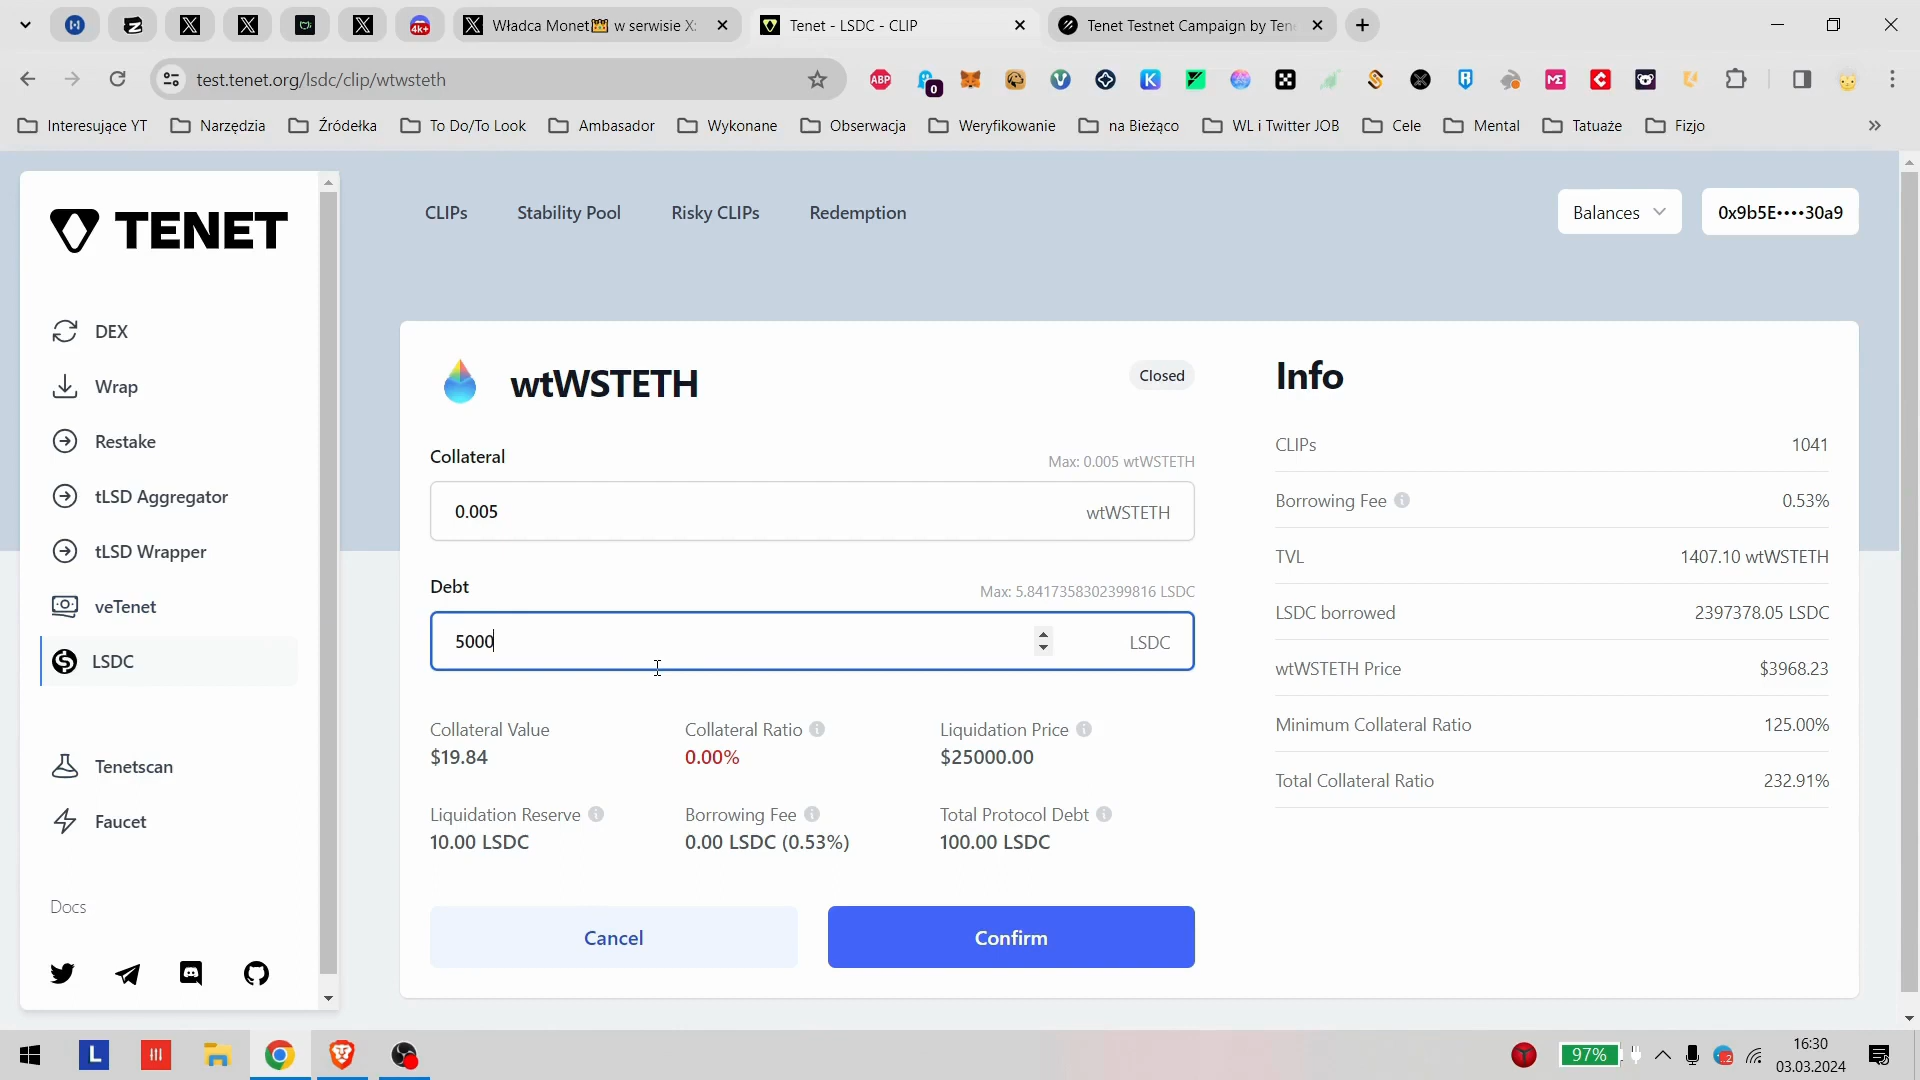 Władca Monet👑 w serwisie X:
Tenet - LSDC - CLIP
Tenet Testnet Campaign by Tene
4k+
test.tenet.org/lsdc/clip/wtwsteth
ABP
0
Interesujące YT
Narzędzia
Źródełka
To Do/To Look
Ambasador
Wykonane
Obserwacja
Weryfikowanie
na Bieżąco
WL i Twitter JOB
Cele
Mental
Tatuaże
Fizjo
TENET
CLIPs
Stability Pool
Risky CLIPs
Redemption
Balances
0x9b5E••••30a9
DEX
Wrap
Restake
tLSD Aggregator
tLSD Wrapper
veTenet
LSDC
Tenetscan
Faucet
Docs
wtWSTETH
Closed
Collateral
Max: 0.005 wtWSTETH
0.005
wtWSTETH
Debt
Max: 5.8417358302399816 LSDC
5000
LSDC
Collateral Value
$19.84
Collateral Ratio
0.00%
Liquidation Price
$25000.00
Liquidation Reserve
10.00 LSDC
Borrowing Fee
0.00 LSDC (0.53%)
Total Protocol Debt
100.00 LSDC
Cancel
Confirm
Info
CLIPs
1041
Borrowing Fee
0.53%
TVL
1407.10 wtWSTETH
LSDC borrowed
2397378.05 LSDC
wtWSTETH Price
$3968.23
Minimum Collateral Ratio
125.00%
Total Collateral Ratio
232.91%
L
97%
16:30
03.03.2024